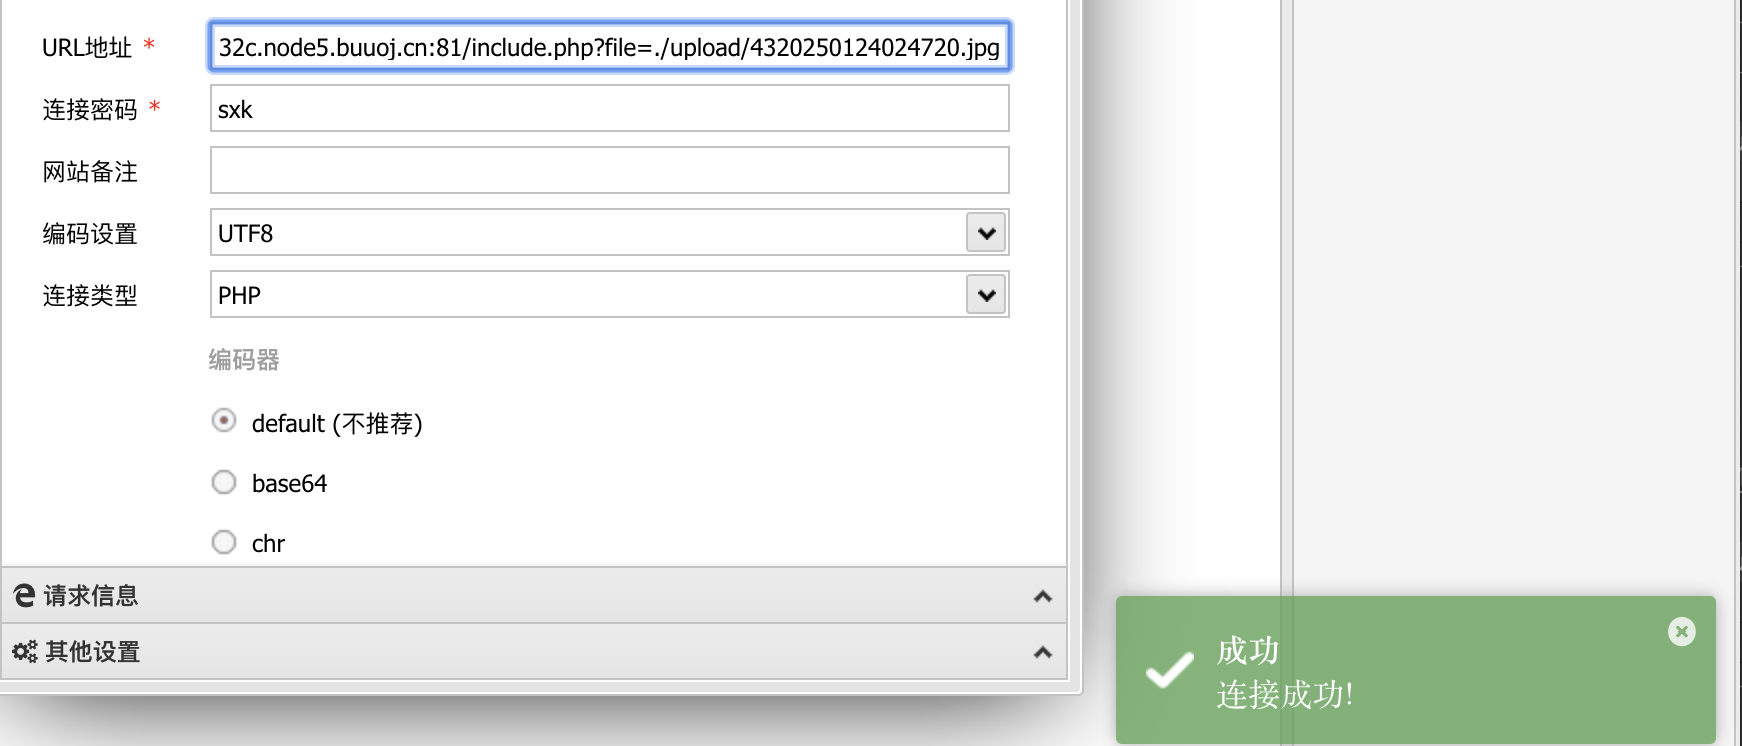 URL地址 * 32c.node5.buuoj.cn:81/include.php?file=./upload/4320250124024720.jpg
连接密码 * sxk
网站备注
编码设置 UTF8
连接类型 PHP
编码器
default (不推荐)
base64
chr
请求信息
其他设置
成功
连接成功!